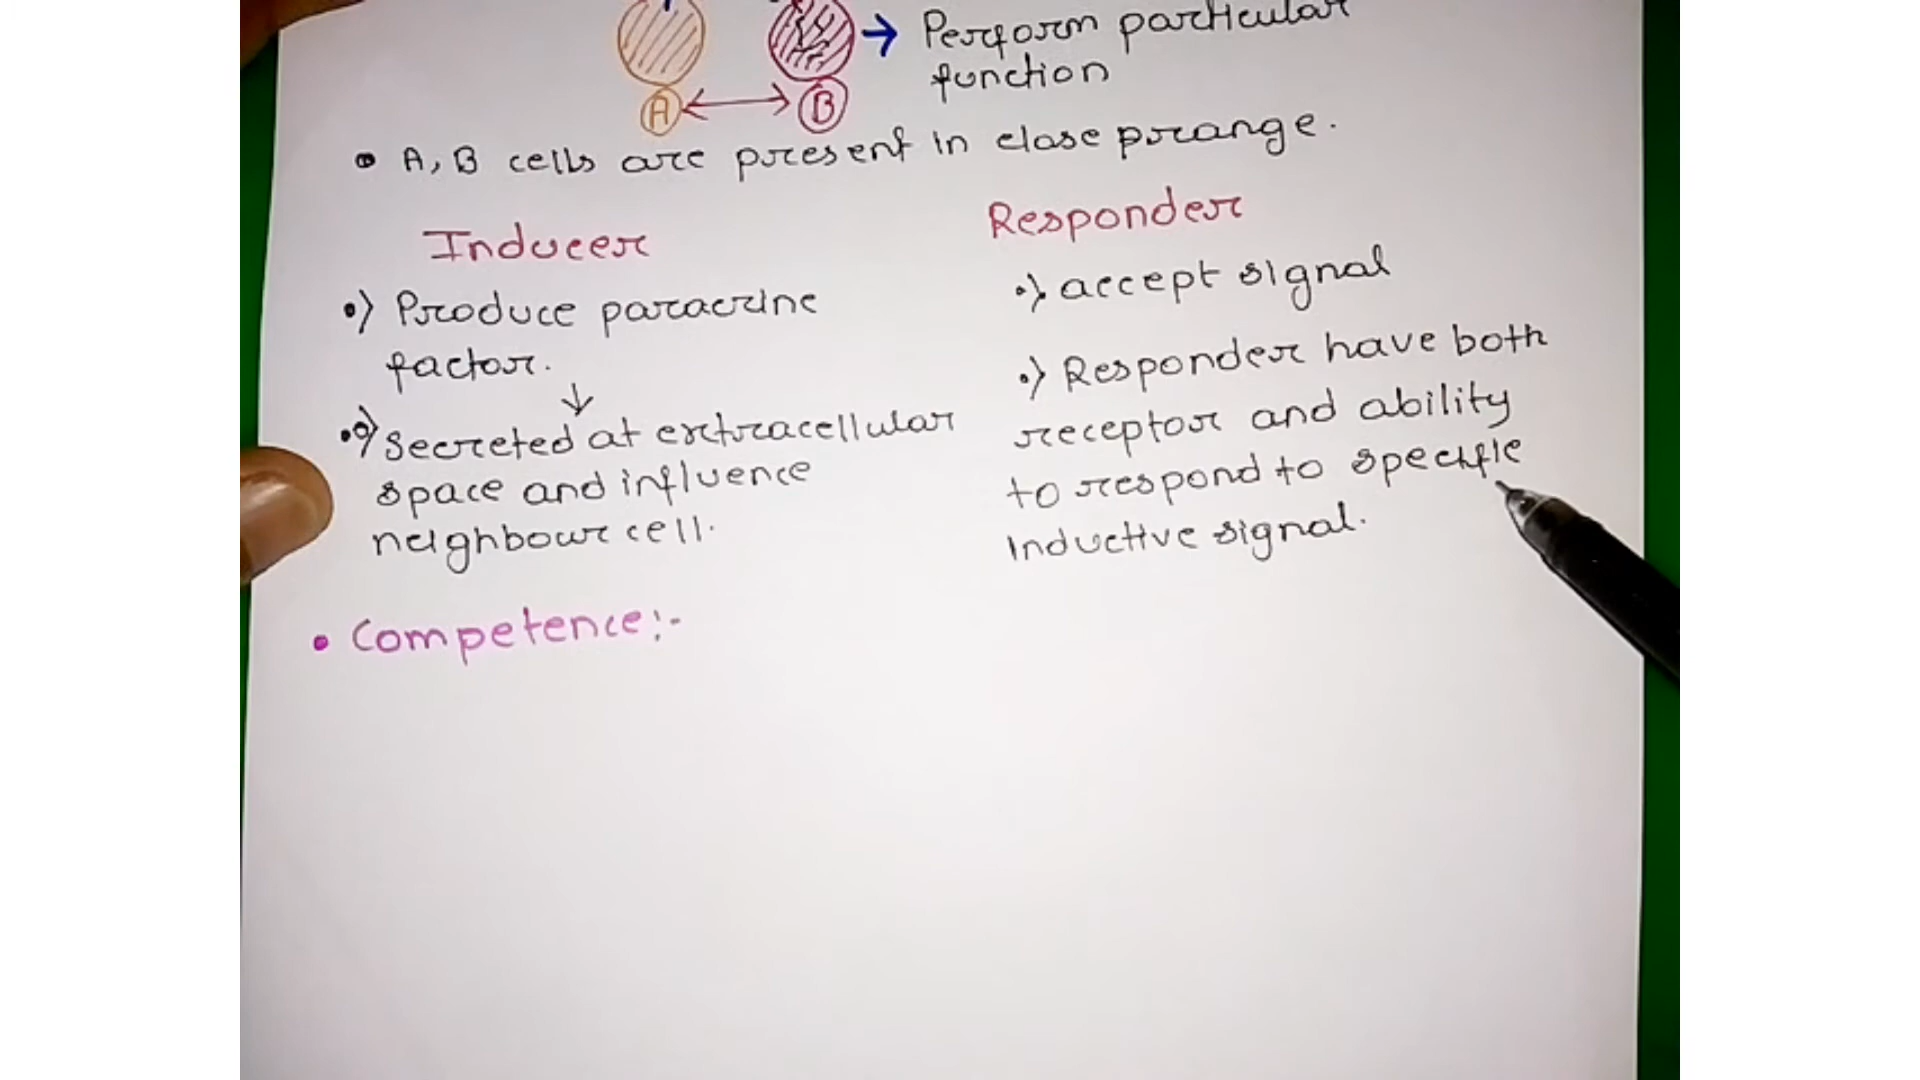 Perform particular
function
A B
• A, B cells are present in close prange.
Inducer
•) Produce paracrine
factor.
•) Secreted at extracellular
space and influence
neighbour cell.
Responder
•) accept signal
•) Responder have both
receptor and ability
to respond to specific
Inductive signal.
• Competence:-